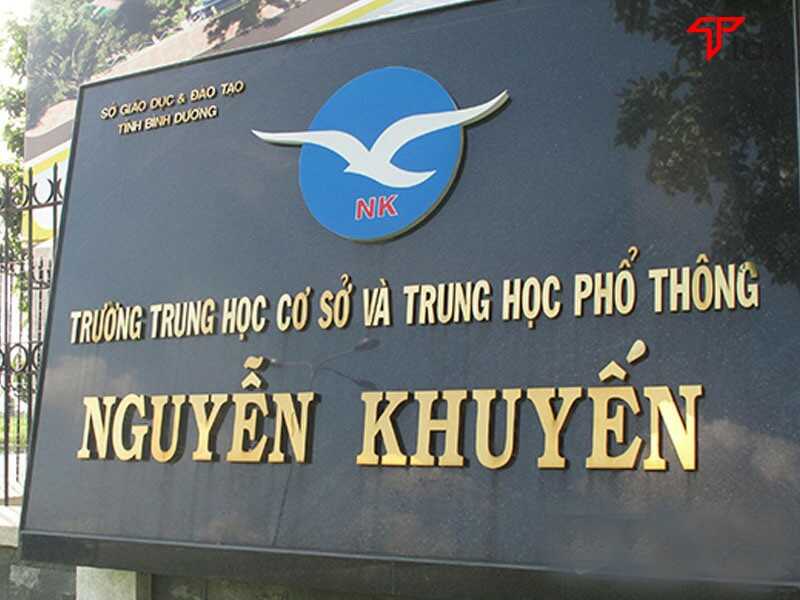 SỞ GIÁO DỤC & ĐÀO TẠO
TỈNH BÌNH DƯƠNG
NK
TRƯỜNG TRUNG HỌC CƠ SỞ VÀ TRUNG HỌC PHỔ THÔNG
NGUYỄN KHUYẾN